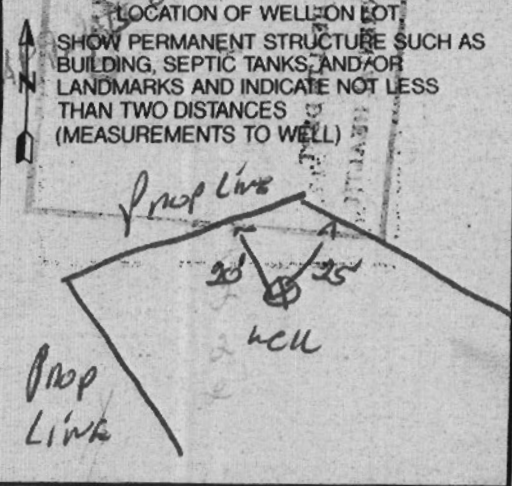 LOCATION OF WELL ON LOT
SHOW PERMANENT STRUCTURE SUCH AS
BUILDING, SEPTIC TANKS, AND/OR
N
LANDMARKS AND INDICATE NOT LESS
THAN TWO DISTANCES
(MEASUREMENTS TO WELL)
Prop Line
20' 25'
Well
Prop
Line